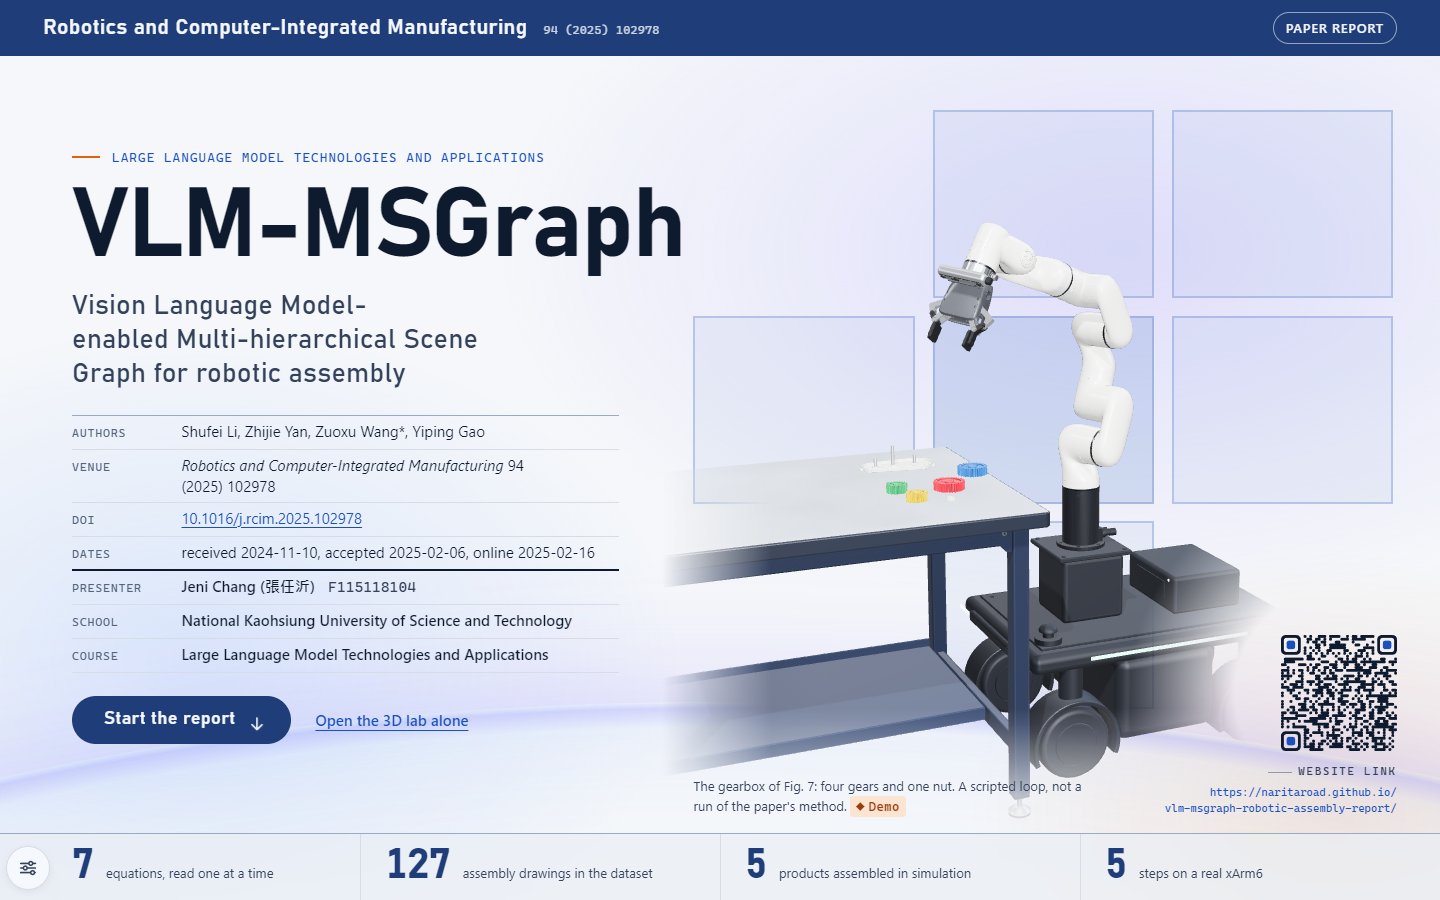 Robotics and Computer-Integrated Manufacturing 94 (2025) 102978
PAPER REPORT
LARGE LANGUAGE MODEL TECHNOLOGIES AND APPLICATIONS
VLM-MSGraph
Vision Language Model-
enabled Multi-hierarchical Scene
Graph for robotic assembly
AUTHORS Shufei Li, Zhijie Yan, Zuoxu Wang*, Yiping Gao
VENUE Robotics and Computer-Integrated Manufacturing 94
(2025) 102978
DOI 10.1016/j.rcim.2025.102978
DATES received 2024-11-10, accepted 2025-02-06, online 2025-02-16
PRESENTER Jeni Chang (張任沂) F115118104
SCHOOL National Kaohsiung University of Science and Technology
COURSE Large Language Model Technologies and Applications
Start the report ↓
Open the 3D lab alone
The gearbox of Fig. 7: four gears and one nut. A scripted loop, not a
run of the paper's method. ◆ Demo
WEBSITE LINK
https://naritaroad.github.io/
vlm-msgraph-robotic-assembly-report/
7 equations, read one at a time
127 assembly drawings in the dataset
5 products assembled in simulation
5 steps on a real xArm6